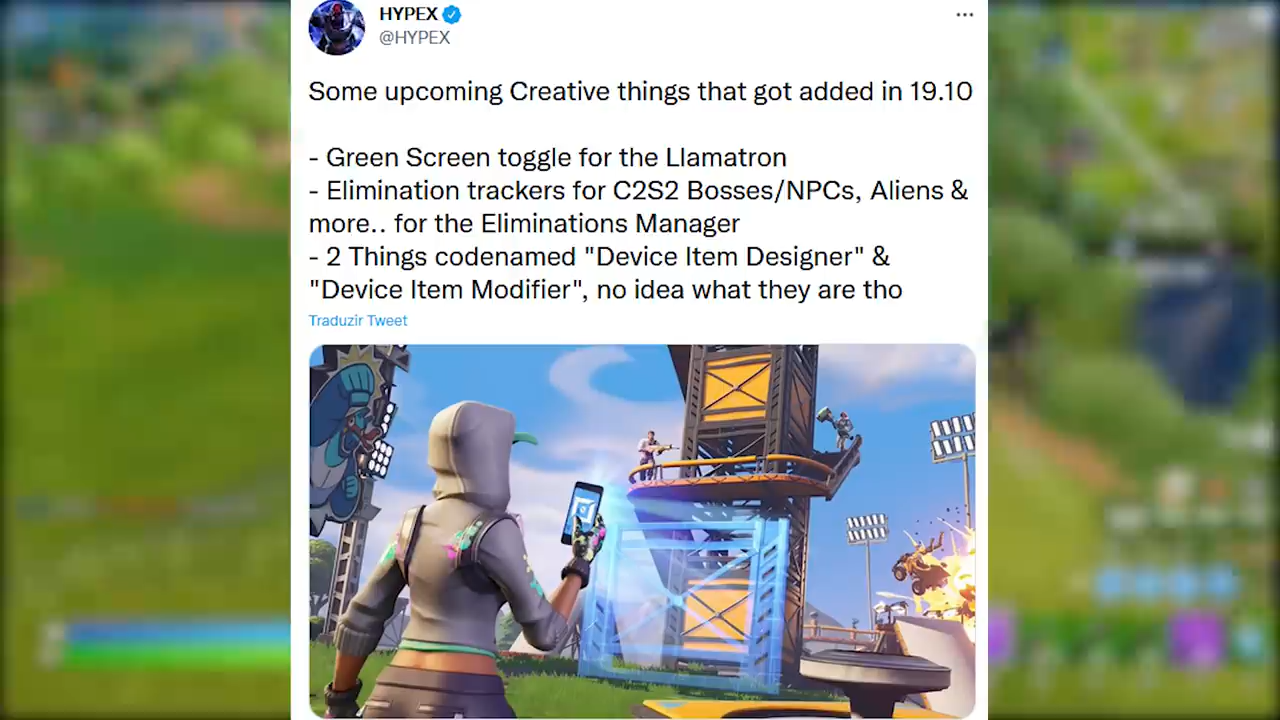 HYPEX
@HYPEX
Some upcoming Creative things that got added in 19.10
- Green Screen toggle for the Llamatron
- Elimination trackers for C2S2 Bosses/NPCs, Aliens &
more.. for the Eliminations Manager
- 2 Things codenamed "Device Item Designer" &
"Device Item Modifier", no idea what they are tho
Traduzir Tweet